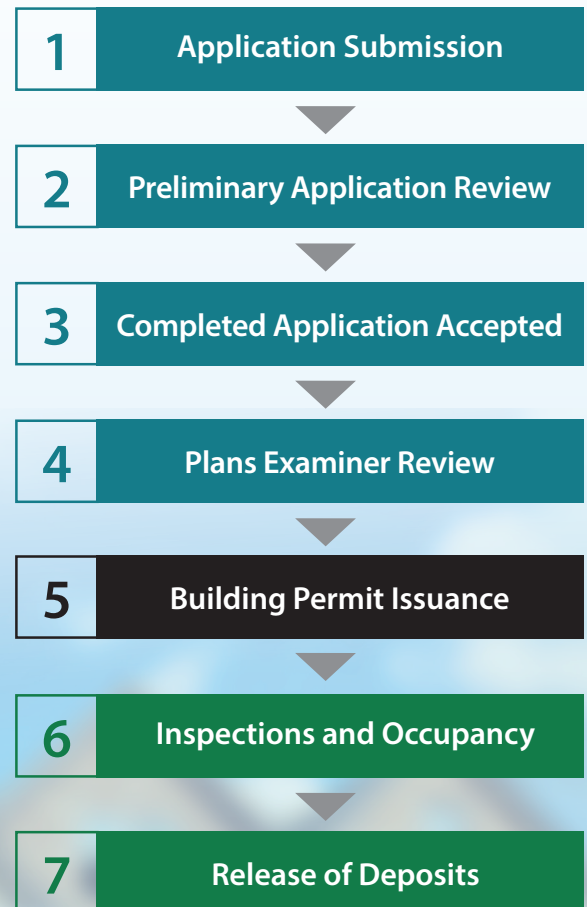 1 Application Submission
2 Preliminary Application Review
3 Completed Application Accepted
4 Plans Examiner Review
5 Building Permit Issuance
6 Inspections and Occupancy
7 Release of Deposits